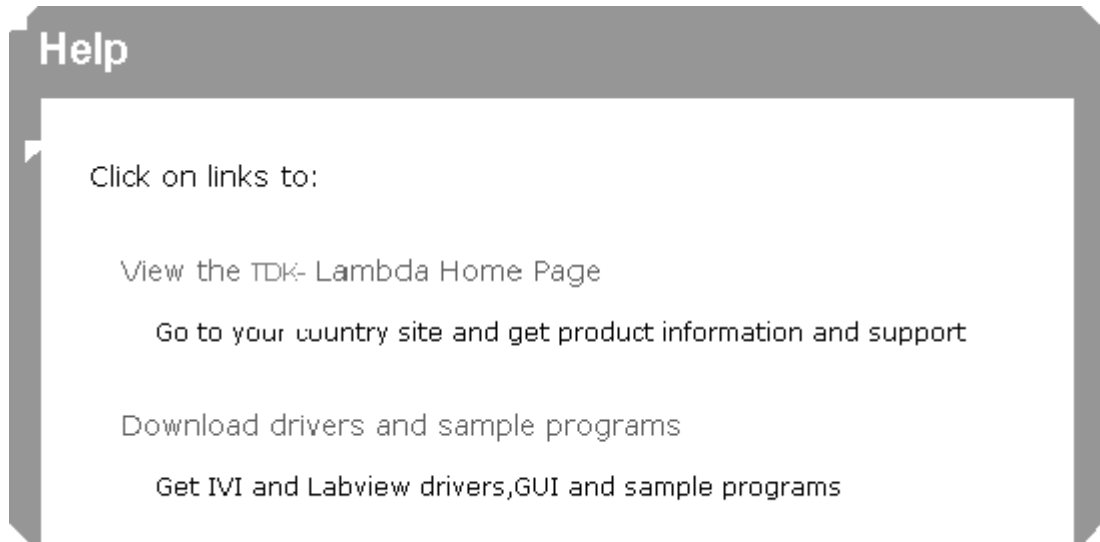 Help
Click on links to:
View the TDK- Lambda Home Page
Go to your country site and get product information and support
Download drivers and sample programs
Get IVI and Labview drivers,GUI and sample programs